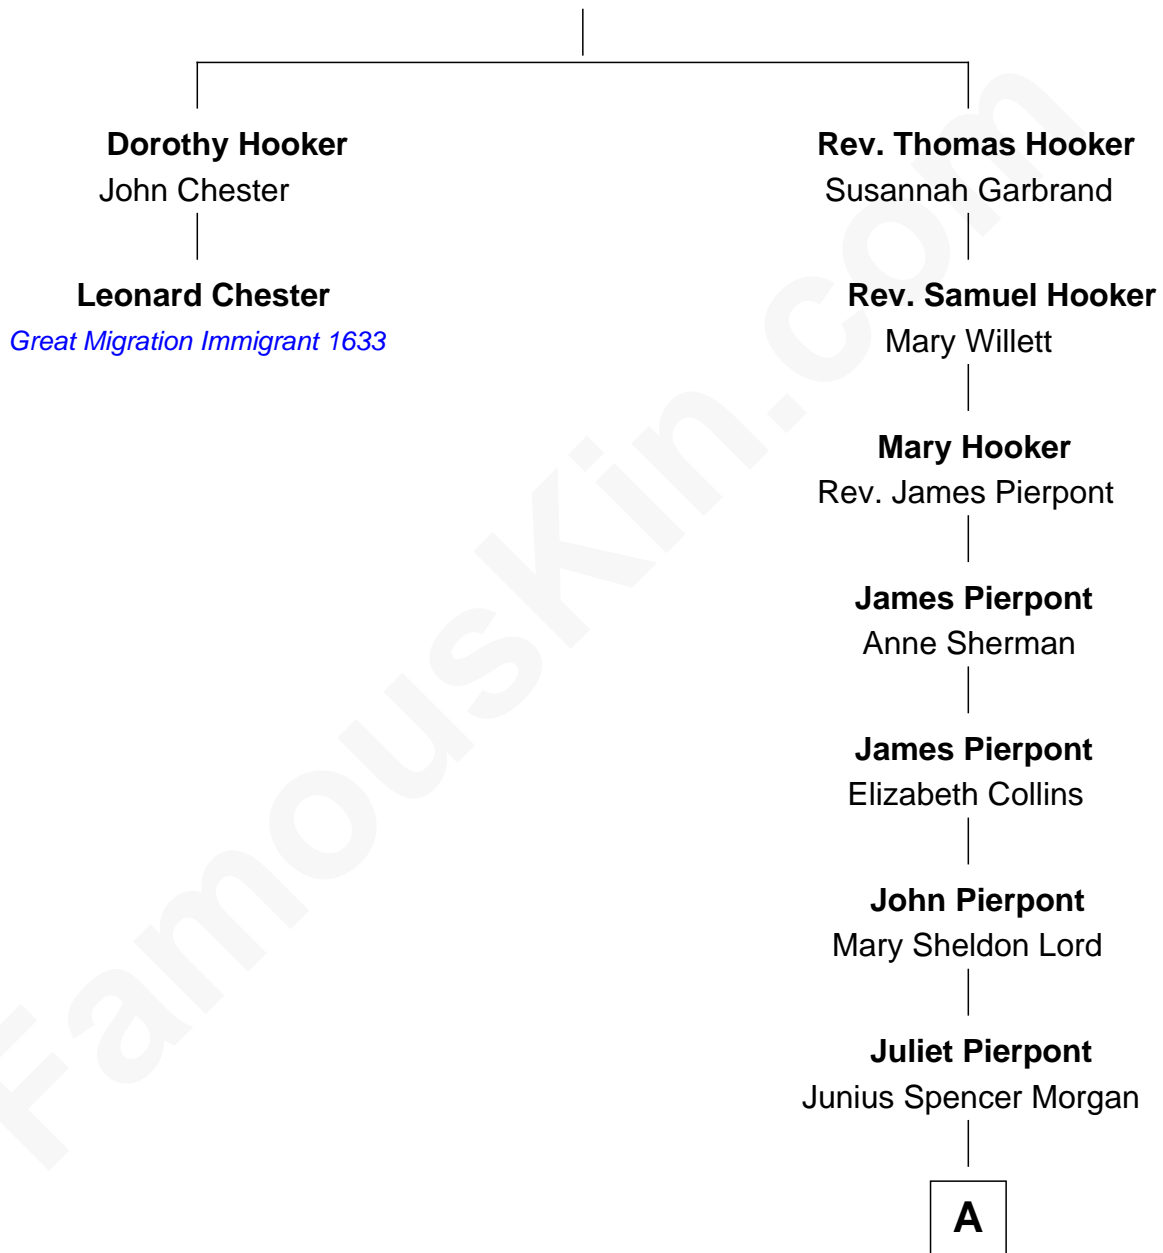 Dorothy Hooker
John Chester
Leonard Chester
Great Migration Immigrant 1633
Rev. Thomas Hooker
Susannah Garbrand
Rev. Samuel Hooker
Mary Willett
Mary Hooker
Rev. James Pierpont
James Pierpont
Anne Sherman
James Pierpont
Elizabeth Collins
John Pierpont
Mary Sheldon Lord
Juliet Pierpont
Junius Spencer Morgan
A
FamousKin.com